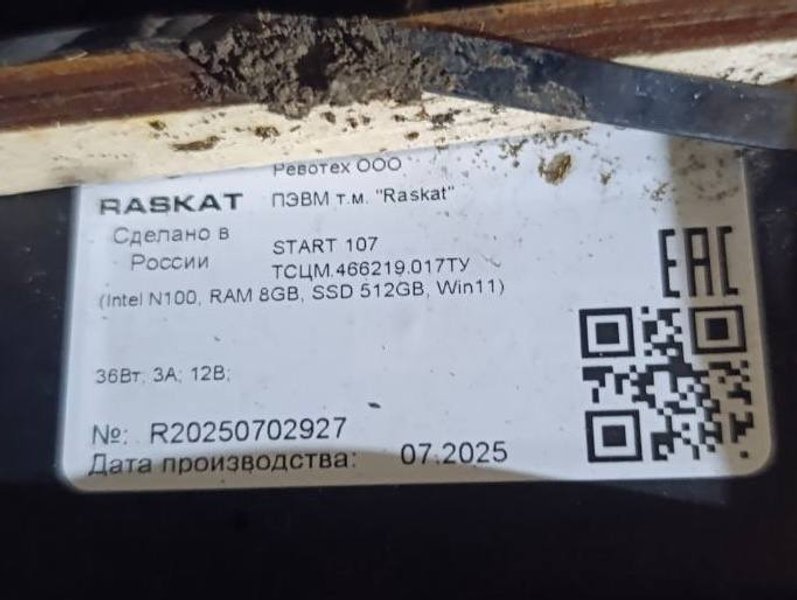 Ревотех ООО
RASKAT ПЭВМ т.м. "Raskat"
Сделано в России
START 107
ТСЦМ.466219.017ТУ
(Intel N100, RAM 8GB, SSD 512GB, Win11)
EAC
36Вт; 3А; 12В;
№: R20250702927
Дата производства: 07.2025